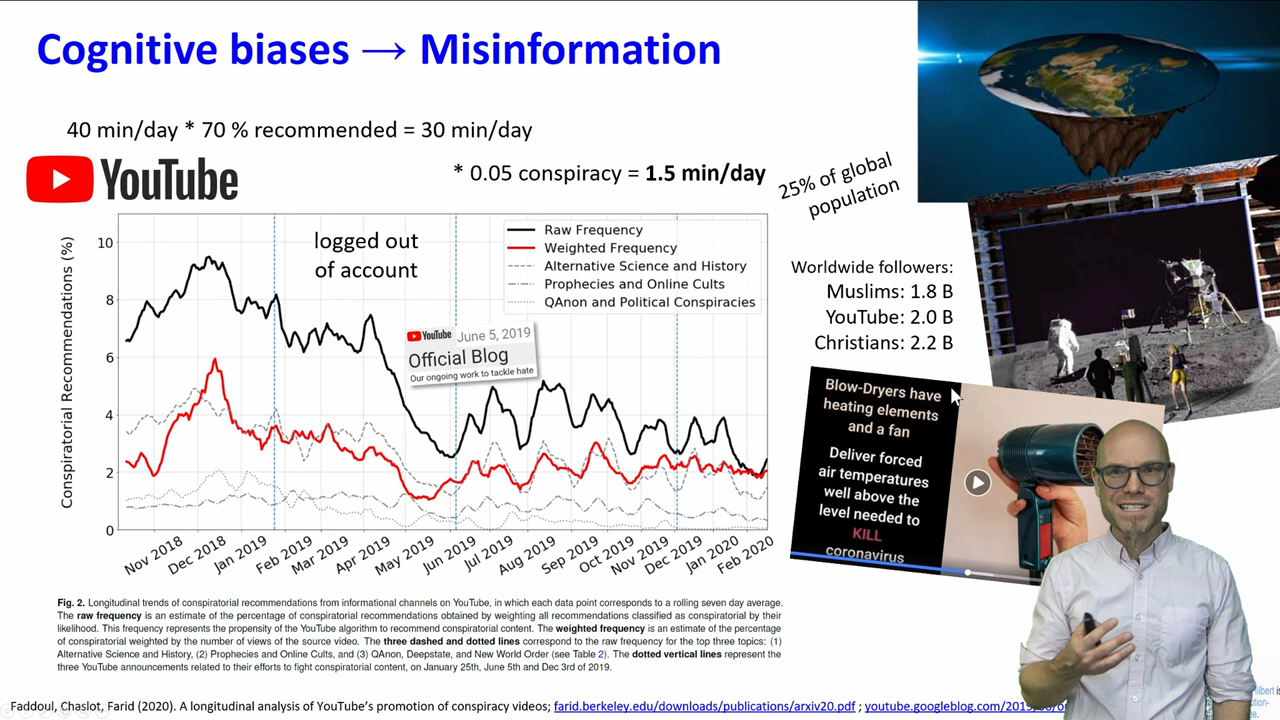 Cognitive biases → Misinformation
40 min/day * 70 % recommended = 30 min/day
YouTube
* 0.05 conspiracy = 1.5 min/day
25% of global
population
Conspiratorial Recommendations (%)
10
8
6
4
2
0
logged out
of account
Raw Frequency
Weighted Frequency
Alternative Science and History
Prophecies and Online Cults
QAnon and Political Conspiracies
YouTube June 5, 2019
Official Blog
Our ongoing work to tackle hate
Nov 2018
Dec 2018
Jan 2019
Feb 2019
Mar 2019
Apr 2019
May 2019
Jun 2019
Jul 2019
Aug 2019
Sep 2019
Oct 2019
Nov 2019
Dec 2019
Jan 2020
Feb 2020
Worldwide followers:
Muslims: 1.8 B
YouTube: 2.0 B
Christians: 2.2 B
Blow-Dryers have
heating elements
and a fan
Deliver forced
air temperatures
well above the
level needed to
KILL
coronavirus
Fig. 2. Longitudinal trends of conspiratorial recommendations from informational channels on YouTube, in which each data point corresponds to a rolling seven day average.
The raw frequency is an estimate of the percentage of conspiratorial recommendations obtained by weighting all recommendations classified as conspiratorial by their
likelihood. This frequency represents the propensity of the YouTube algorithm to recommend conspiratorial content. The weighted frequency is an estimate of the percentage
of conspiratorial weighted by the number of views of the source video. The three dashed and dotted lines correspond to the raw frequency for the top three topics: (1)
Alternative Science and History, (2) Prophecies and Online Cults, and (3) QAnon, Deepstate, and New World Order (see Table 2). The dotted vertical lines represent the
three YouTube announcements related to their efforts to fight conspiratorial content, on January 25th, June 5th and Dec 3rd of 2019.
Faddoul, Chaslot, Farid (2020). A longitudinal analysis of YouTube's promotion of conspiracy videos; farid.berkeley.edu/downloads/publications/arxiv20.pdf ; youtube.googleblog.com/2019